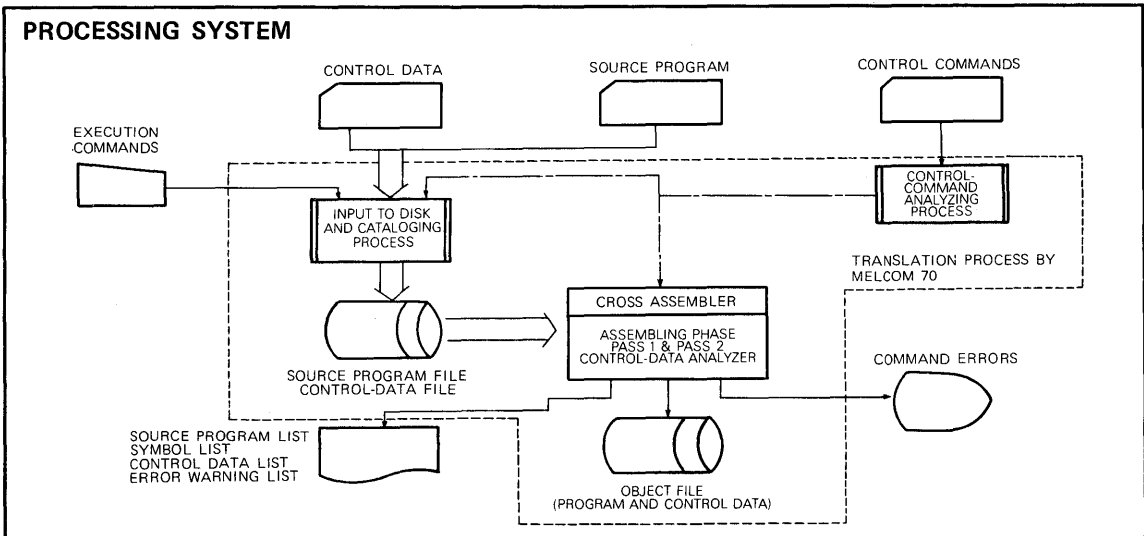 PROCESSING SYSTEM
CONTROL DATA
SOURCE PROGRAM
CONTROL COMMANDS
EXECUTION
COMMANDS
INPUT TO DISK
AND CATALOGING
PROCESS
CONTROL-
COMMAND
ANALYZING
PROCESS
TRANSLATION PROCESS BY
MELCOM 70
CROSS ASSEMBLER
ASSEMBLING PHASE
PASS 1 & PASS 2
CONTROL-DATA ANALYZER
SOURCE PROGRAM FILE
CONTROL-DATA FILE
COMMAND ERRORS
SOURCE PROGRAM LIST
SYMBOL LIST
CONTROL DATA LIST
ERROR WARNING LIST
OBJECT FILE
(PROGRAM AND CONTROL DATA)